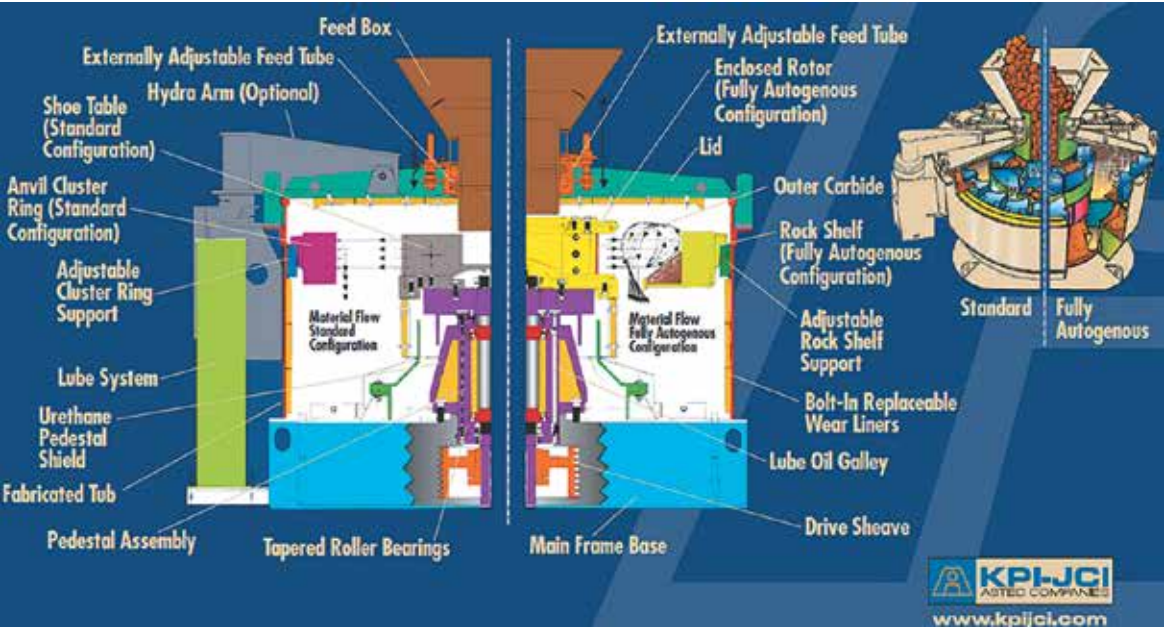 Feed Box
Externally Adjustable Feed Tube
Hydra Arm (Optional)
Shoe Table
(Standard
Configuration)
Anvil Cluster
Ring (Standard
Configuration)
Adjustable
Cluster Ring
Support
Lube System
Urethane
Pedestal
Shield
Fabricated Tub
Pedestal Assembly
Tapered Roller Bearings
Material Flow
Standard
Configuration
Externally Adjustable Feed Tube
Enclosed Rotor
(Fully Autogenous
Configuration)
Lid
Outer Carbide
Rock Shelf
(Fully Autogenous
Configuration)
Material Flow
Fully Autogenous
Configuration
Adjustable
Rock Shelf
Support
Bolt-In Replaceable
Wear Liners
Lube Oil Galley
Drive Sheave
Main Frame Base
Standard
Fully
Autogenous
KPI-JCI
ASTEC COMPANIES
www.kpijci.com